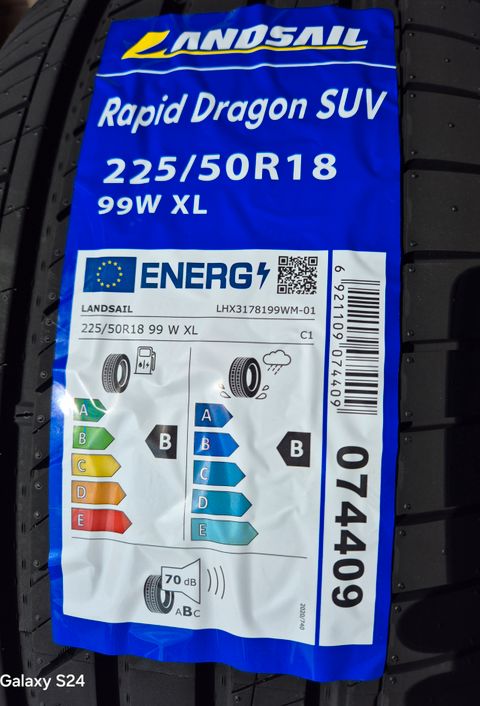 LANDSAIL
Rapid Dragon SUV
225/50R18
99W XL
ENERG
LANDSAIL LHX3178199WM-01
225/50R18 99 W XL C1
A
B
C
D
E
B
A
B
C
D
E
B
70 dB
ABC
2020/740
6 921109 074409
074409
Galaxy S24